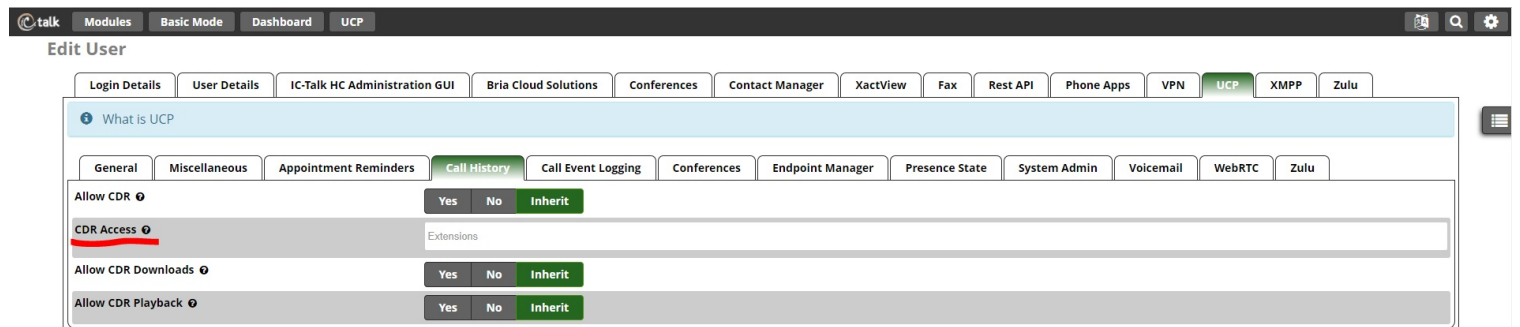 talk Modules Basic Mode Dashboard UCP
Edit User
Login Details User Details IC-Talk HC Administration GUI Bria Cloud Solutions Conferences Contact Manager XactView Fax Rest API Phone Apps VPN UCP XMPP Zulu
What is UCP
General Miscellaneous Appointment Reminders Call History Call Event Logging Conferences Endpoint Manager Presence State System Admin Voicemail WebRTC Zulu
Allow CDR Yes No Inherit
CDR Access Extensions
Allow CDR Downloads Yes No Inherit
Allow CDR Playback Yes No Inherit